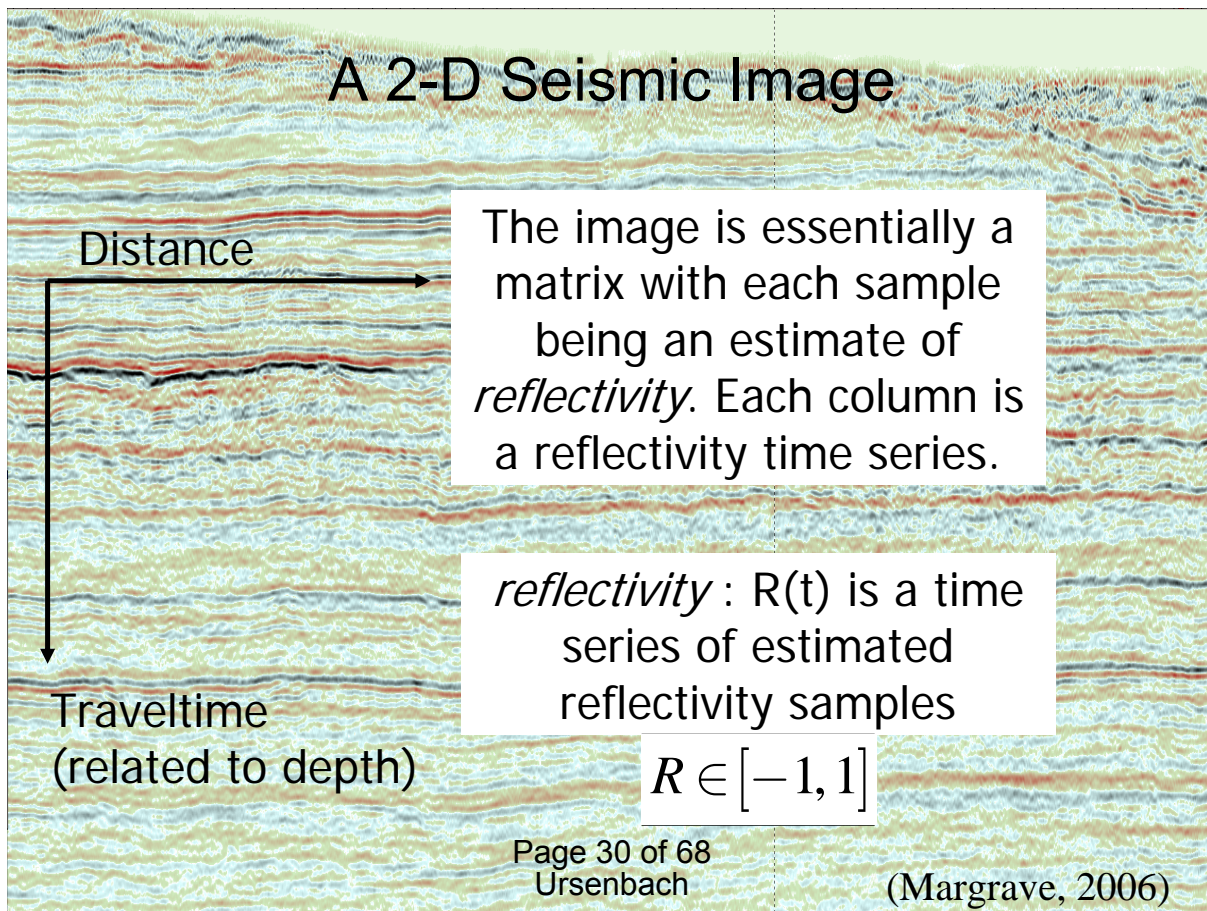 A 2-D Seismic Image
Distance
The image is essentially a
matrix with each sample
being an estimate of
reflectivity. Each column is
a reflectivity time series.
reflectivity : R(t) is a time
series of estimated
reflectivity samples
R ∈ [−1, 1]
Traveltime
(related to depth)
Page 30 of 68
Ursenbach
(Margrave, 2006)